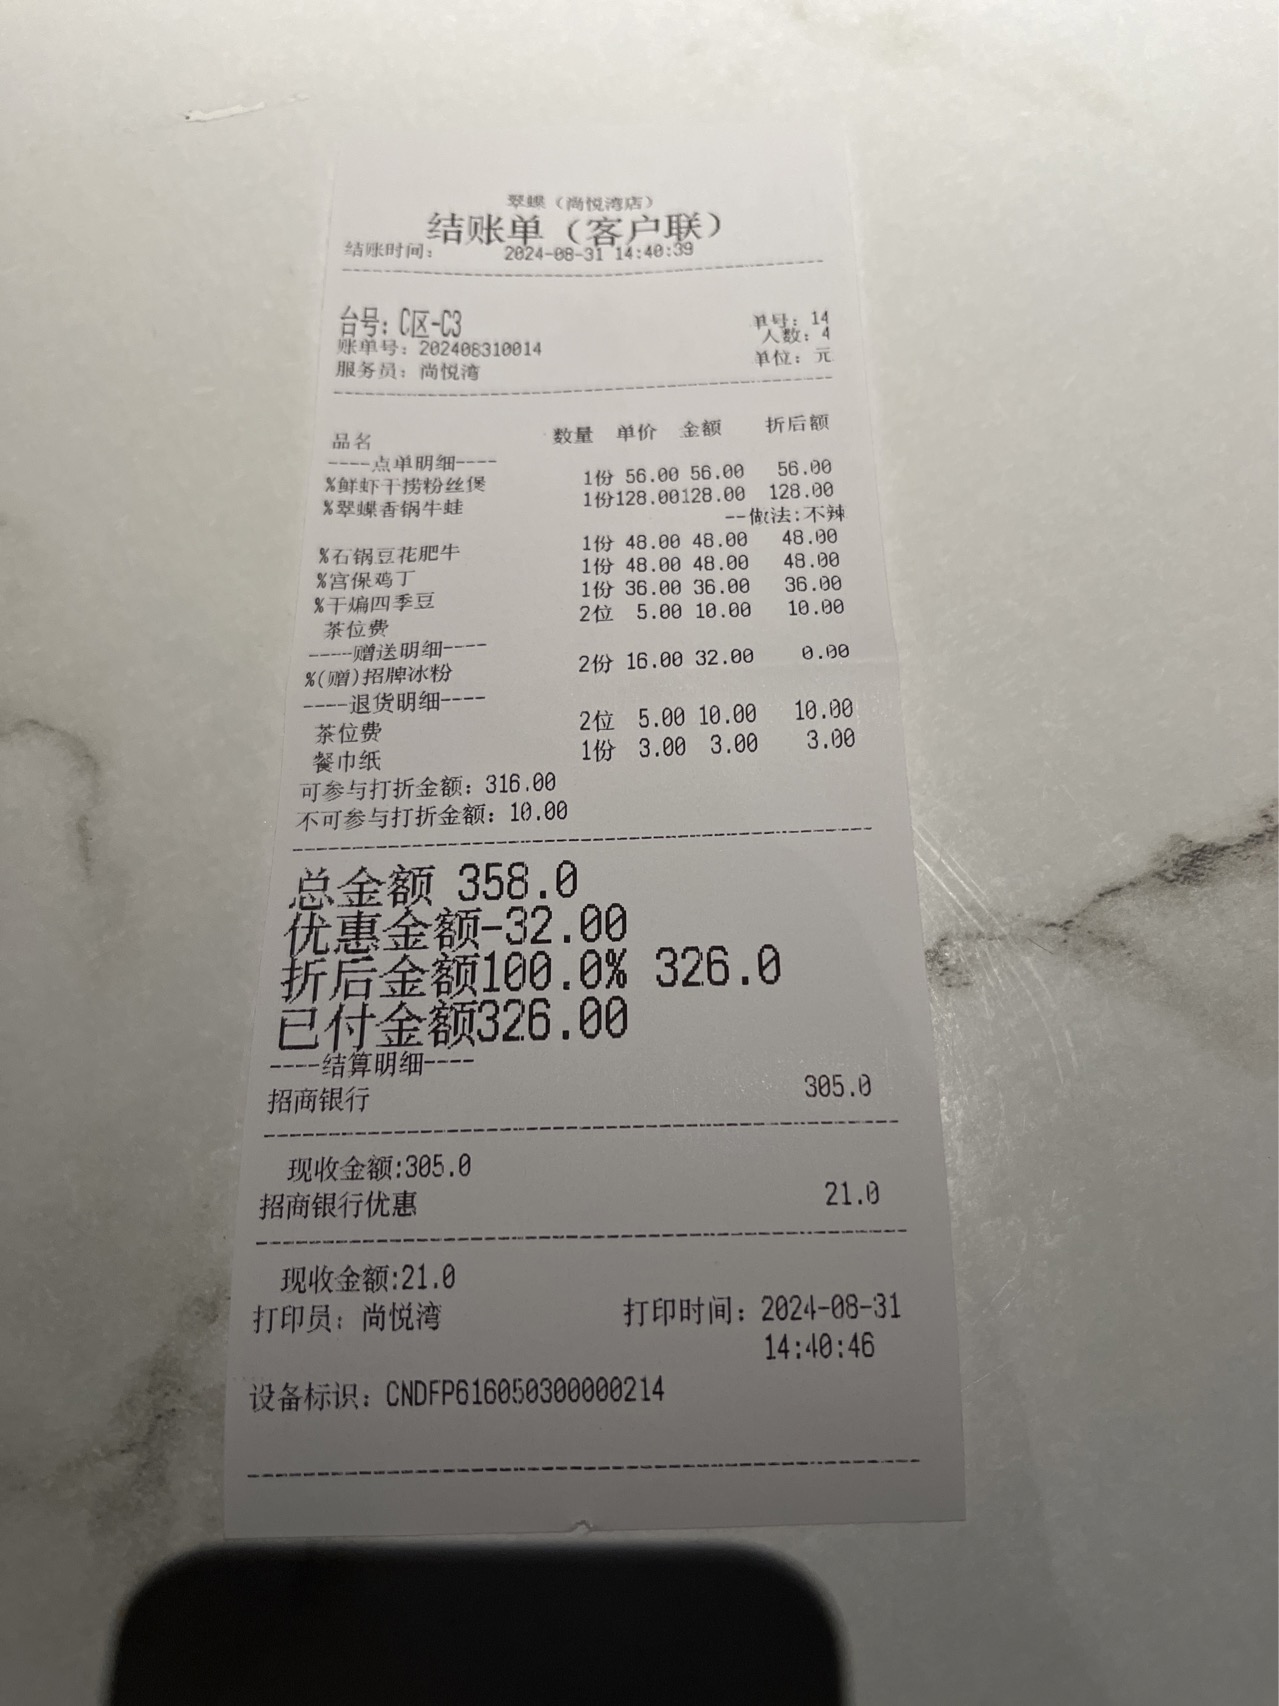 翠蝶（尚悦湾店）
结账单（客户联）
结账时间： 2024-08-31 14:40:39
台号：C区-C3 单号：14
人数：4
账单号：202408310014
服务员：尚悦湾 单位：元
品名 数量 单价 金额 折后额
----点单明细----
%鲜虾干捞粉丝煲 1份 56.00 56.00 56.00
%翠蝶香锅牛蛙 1份128.00128.00 128.00
--做法:不辣
%石锅豆花肥牛 1份 48.00 48.00 48.00
%宫保鸡丁 1份 48.00 48.00 48.00
%干煸四季豆 1份 36.00 36.00 36.00
茶位费 2位 5.00 10.00 10.00
----赠送明细----
%(赠)招牌冰粉 2份 16.00 32.00 0.00
----退货明细----
茶位费 2位 5.00 10.00 10.00
餐巾纸 1份 3.00 3.00 3.00
可参与打折金额：316.00
不可参与打折金额：10.00
总金额 358.0
优惠金额-32.00
折后金额100.0% 326.0
已付金额326.00
----结算明细----
招商银行 305.0
现收金额:305.0
招商银行优惠 21.0
现收金额:21.0
打印员：尚悦湾 打印时间：2024-08-31
14:40:46
设备标识：CNDFP616050300000214